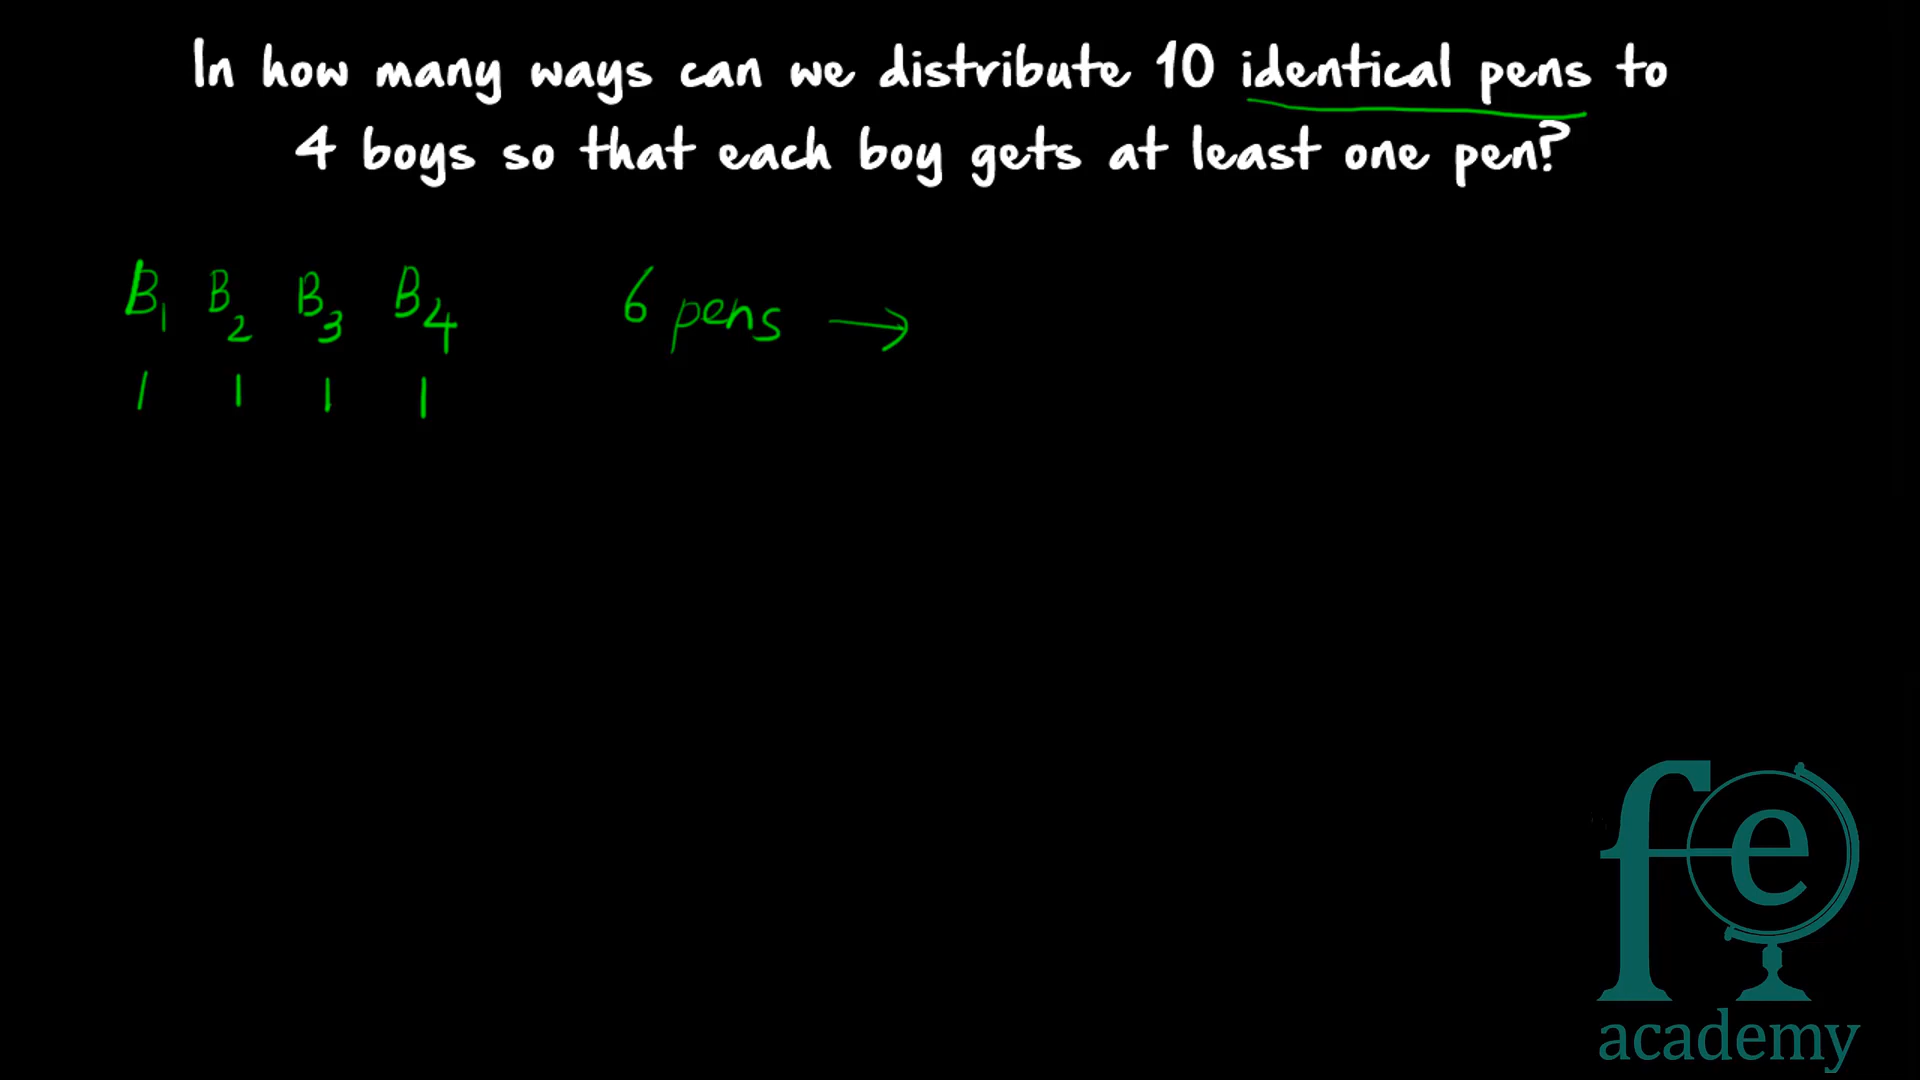 In how many ways can we distribute 10 identical pens to
4 boys so that each boy gets at least one pen?
B₁ B₂ B₃ B₄ 6 pens →
1 1 1 1
fe
academy